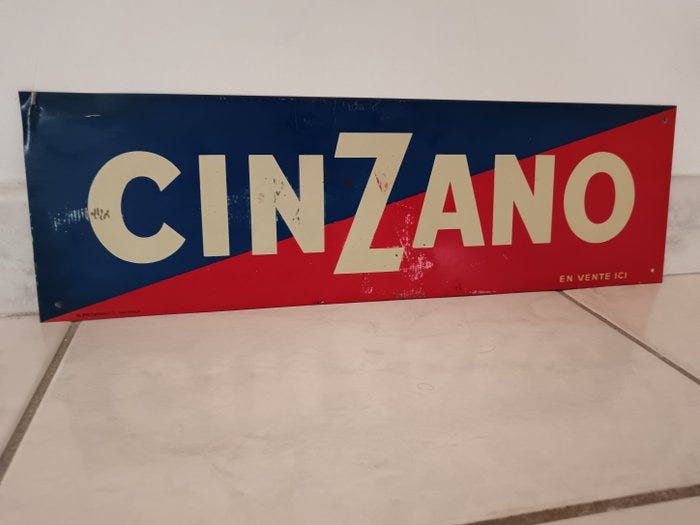 CINZANO
EN VENTE ICI